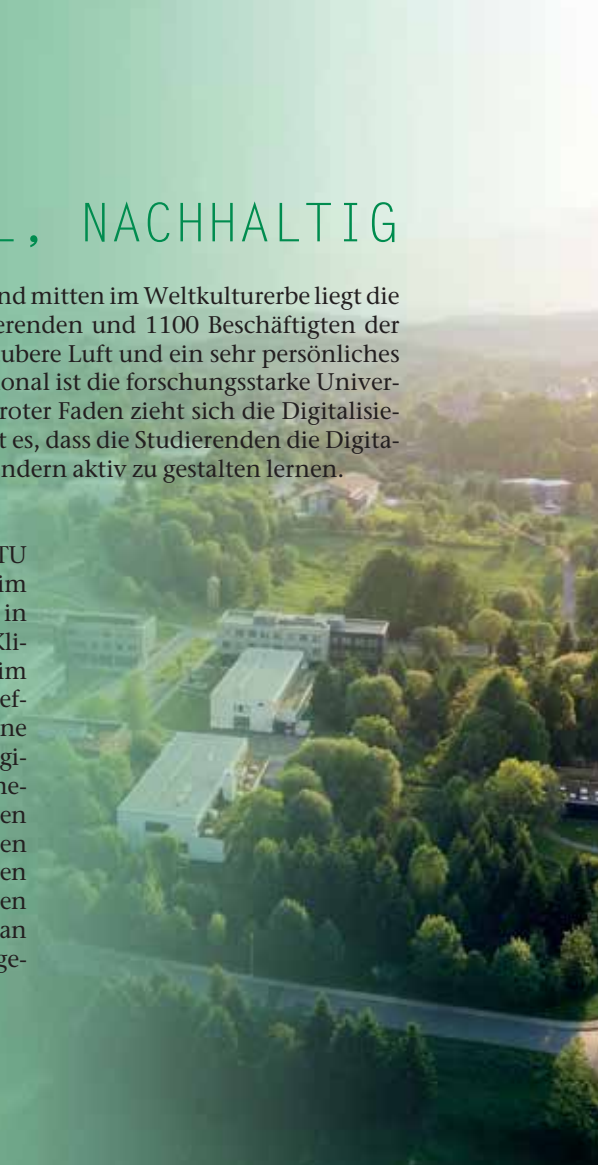 L, NACHHALTIG
nd mitten im Weltkulturerbe liegt die
erenden und 1100 Beschäftigten der
ubere Luft und ein sehr persönliches
ional ist die forschungsstarke Univer-
roter Faden zieht sich die Digitalisie-
t es, dass die Studierenden die Digita-
ndern aktiv zu gestalten lernen.
TU
im
in
Kli-
im
ef-
ne
gi-
ne-
en
en
en
en
an
ge-